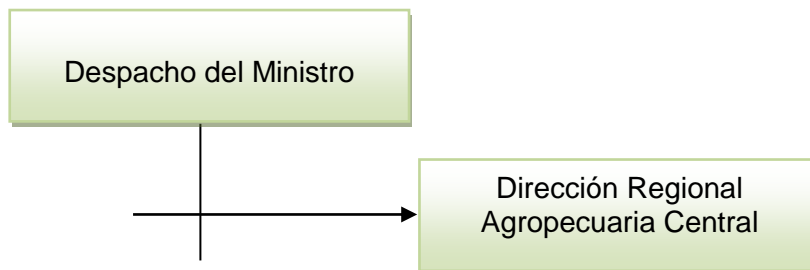 Despacho del Ministro
Dirección Regional
Agropecuaria Central